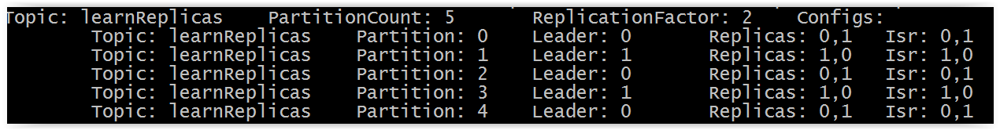 Topic: learnReplicas PartitionCount: 5 ReplicationFactor: 2 Configs:
Topic: learnReplicas Partition: 0 Leader: 0 Replicas: 0,1 Isr: 0,1
Topic: learnReplicas Partition: 1 Leader: 1 Replicas: 1,0 Isr: 1,0
Topic: learnReplicas Partition: 2 Leader: 0 Replicas: 0,1 Isr: 0,1
Topic: learnReplicas Partition: 3 Leader: 1 Replicas: 1,0 Isr: 1,0
Topic: learnReplicas Partition: 4 Leader: 0 Replicas: 0,1 Isr: 0,1